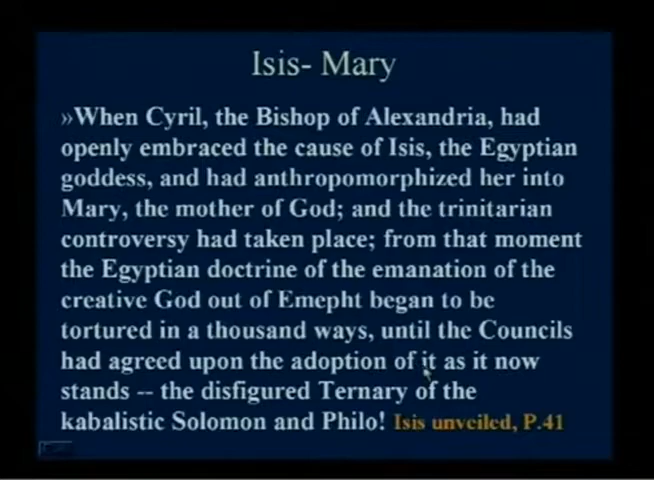 Isis- Mary
»When Cyril, the Bishop of Alexandria, had
openly embraced the cause of Isis, the Egyptian
goddess, and had anthropomorphized her into
Mary, the mother of God; and the trinitarian
controversy had taken place; from that moment
the Egyptian doctrine of the emanation of the
creative God out of Emepht began to be
tortured in a thousand ways, until the Councils
had agreed upon the adoption of it as it now
stands -- the disfigured Ternary of the
kabalistic Solomon and Philo! Isis unveiled, P.41